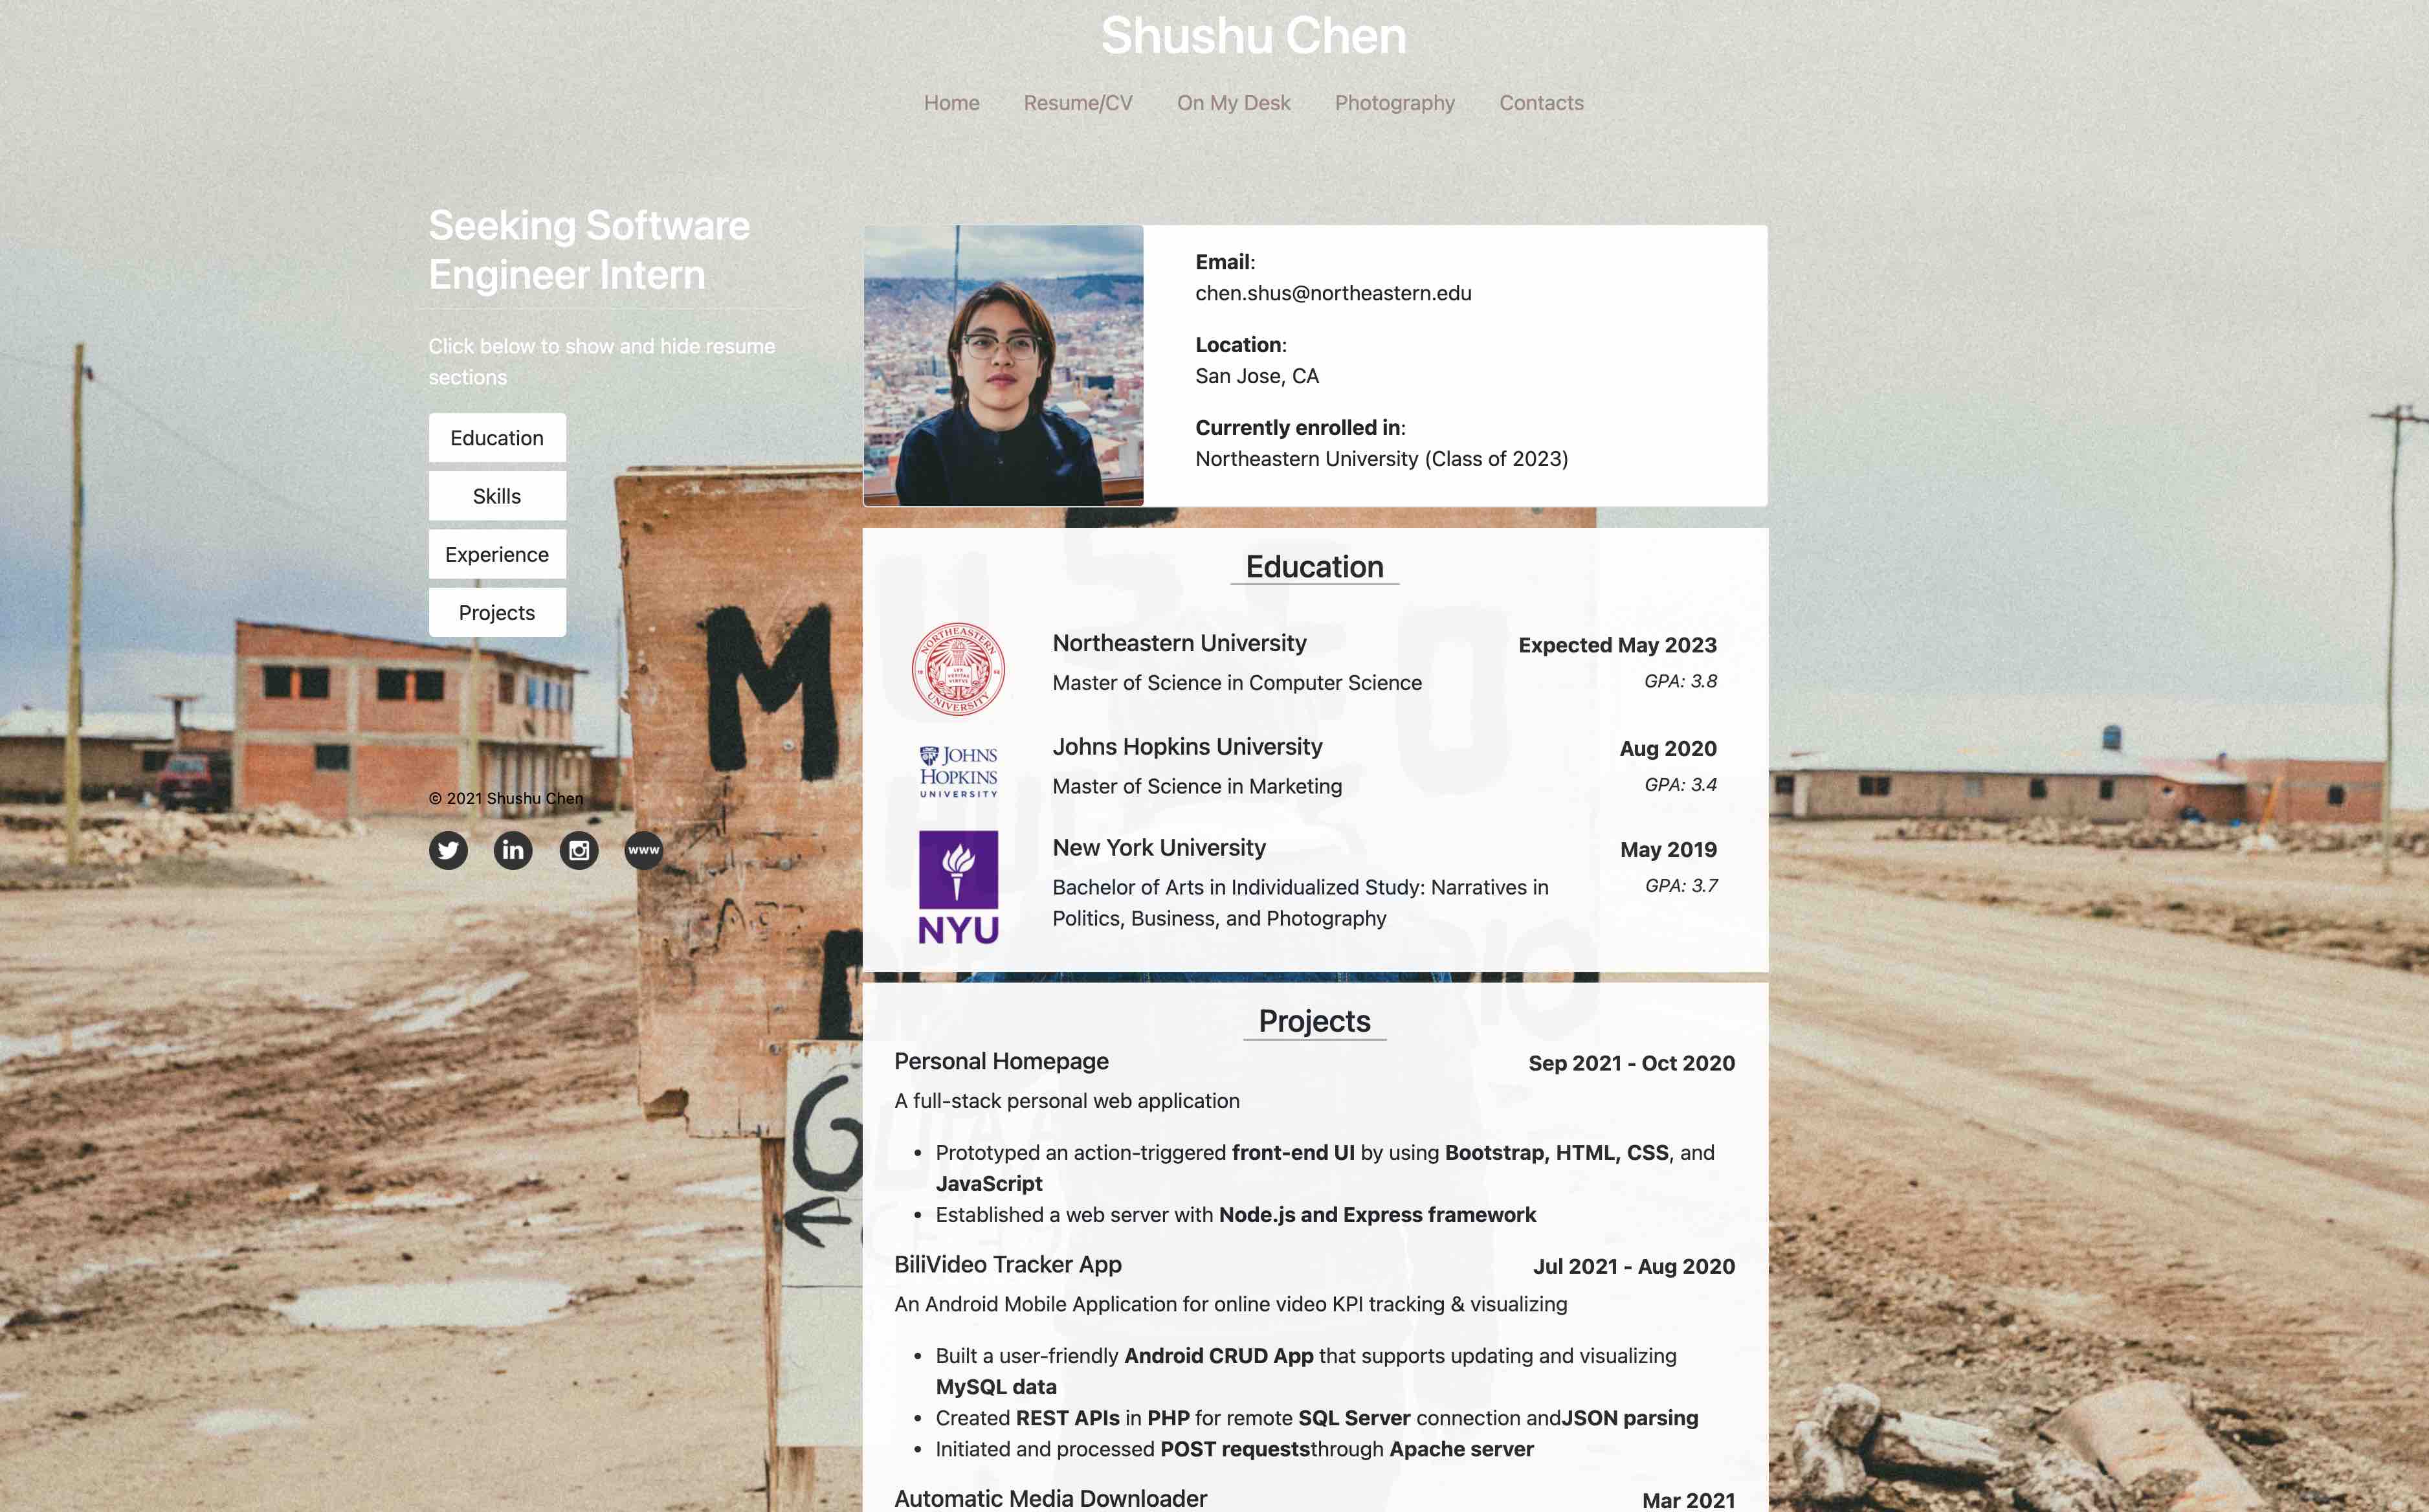 Shushu Chen
Home Resume/CV On My Desk Photography Contacts
Seeking Software
Engineer Intern
Click below to show and hide resume
sections
Education
Skills
Experience
Projects
© 2021 Shushu Chen
in
www
Email:
chen.shus@northeastern.edu
Location:
San Jose, CA
Currently enrolled in:
Northeastern University (Class of 2023)
Education
NORTHEASTERN UNIVERSITY
Northeastern University Expected May 2023
Master of Science in Computer Science GPA: 3.8
JOHNS
HOPKINS
UNIVERSITY
Johns Hopkins University Aug 2020
Master of Science in Marketing GPA: 3.4
NYU
New York University May 2019
Bachelor of Arts in Individualized Study: Narratives in GPA: 3.7
Politics, Business, and Photography
Projects
Personal Homepage Sep 2021 - Oct 2020
A full-stack personal web application
• Prototyped an action-triggered front-end UI by using Bootstrap, HTML, CSS, and
JavaScript
• Established a web server with Node.js and Express framework
BiliVideo Tracker App Jul 2021 - Aug 2020
An Android Mobile Application for online video KPI tracking & visualizing
• Built a user-friendly Android CRUD App that supports updating and visualizing
MySQL data
• Created REST APIs in PHP for remote SQL Server connection andJSON parsing
• Initiated and processed POST requeststhrough Apache server
Automatic Media Downloader Mar 2021
M
G